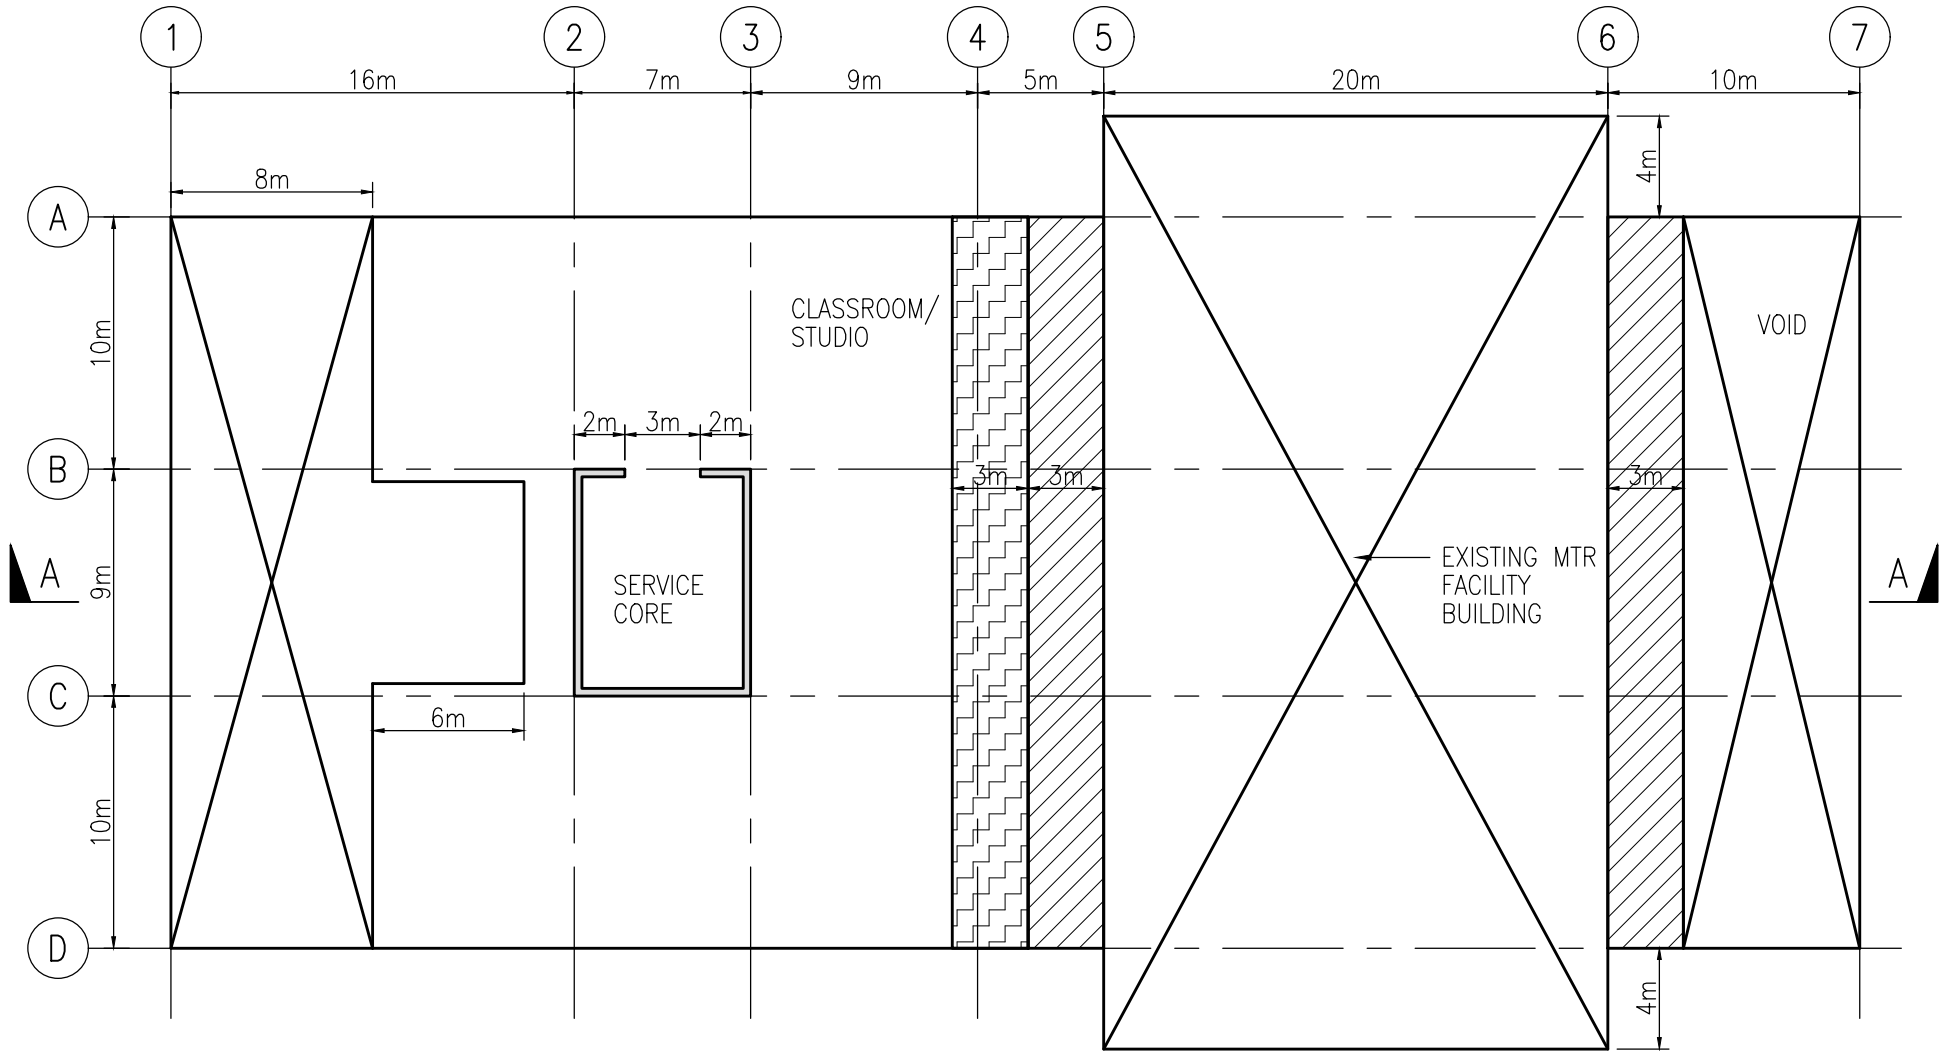 1 2 3 4 5 6 7
16m 7m 9m 5m 20m 10m
4m
8m
A
10m
CLASSROOM/
STUDIO
VOID
2m 3m 2m
B
3m 3m 3m
A
9m
SERVICE
CORE
EXISTING MTR
FACILITY
BUILDING
A
C
6m
10m
D
4m